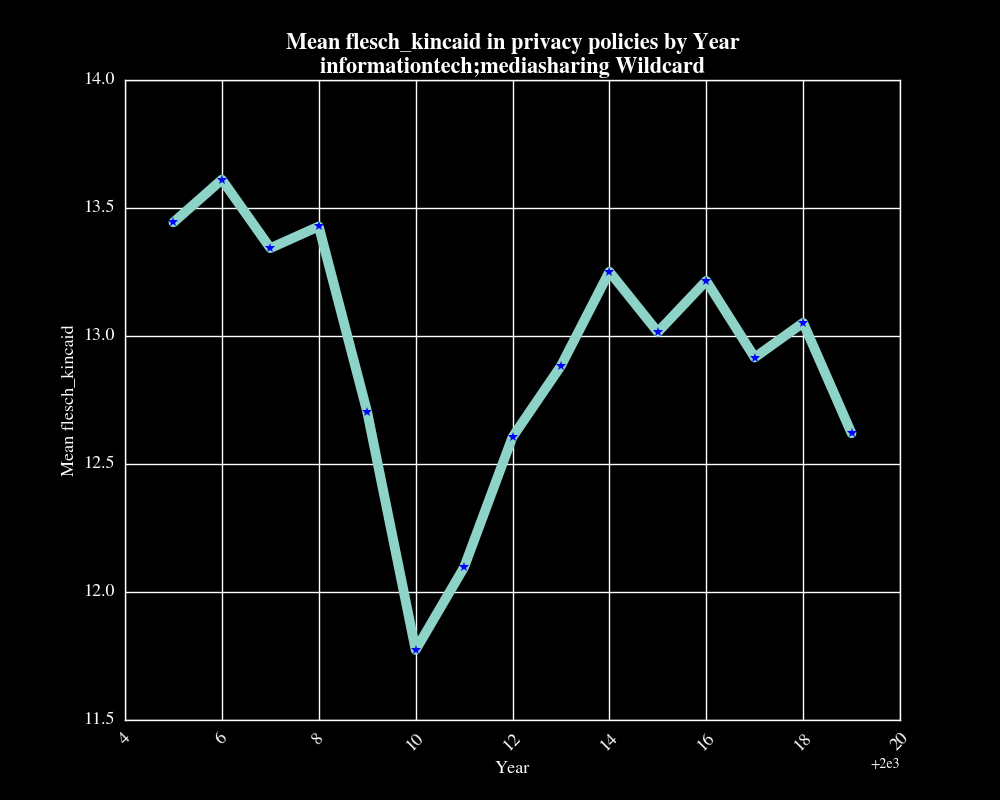 Mean flesch_kincaid in privacy policies by Year
informationtech;mediasharing Wildcard
14.0
13.5
13.0
12.5
12.0
11.5
Mean flesch_kincaid
4 6 8 10 12 14 16 18 20
Year
+2e3